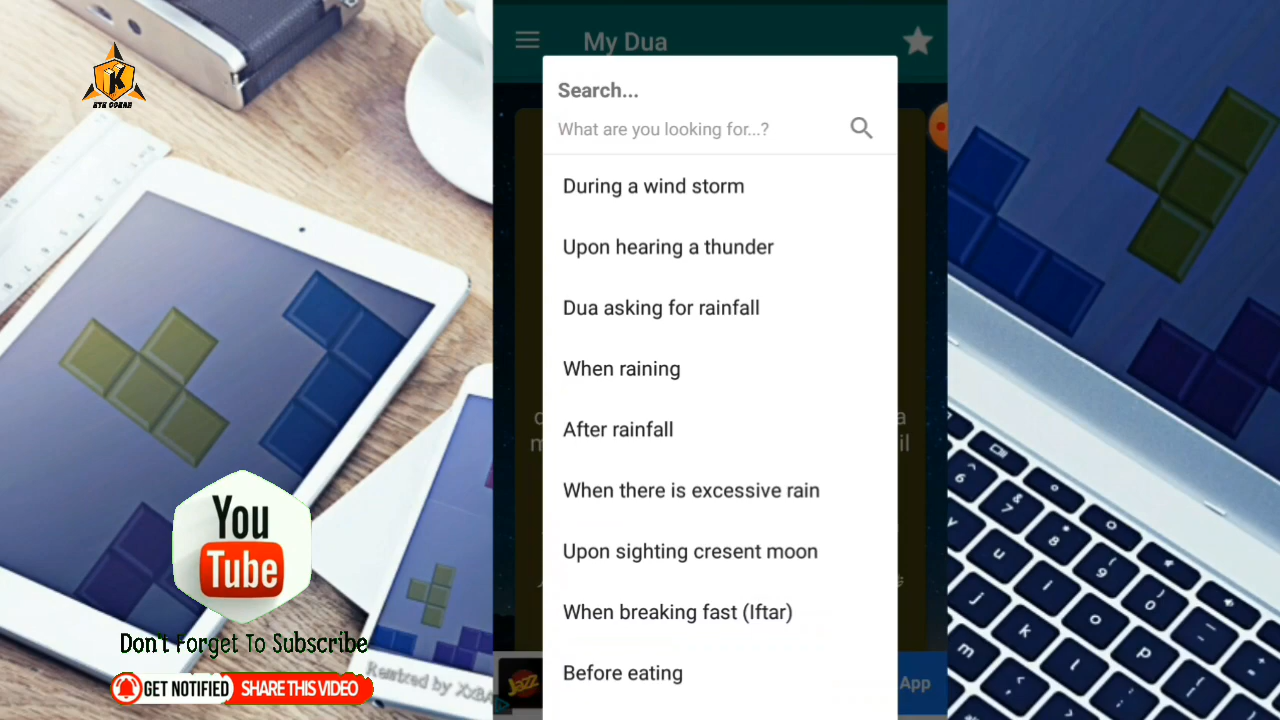 K
My Dua
Search...
What are you looking for...?
During a wind storm
Upon hearing a thunder
Dua asking for rainfall
When raining
After rainfall
When there is excessive rain
Upon sighting cresent moon
When breaking fast (Iftar)
Before eating
Jazz
App
You
Tube
Don't Forget To Subscribe
GET NOTIFIED
SHARE THIS VIDEO